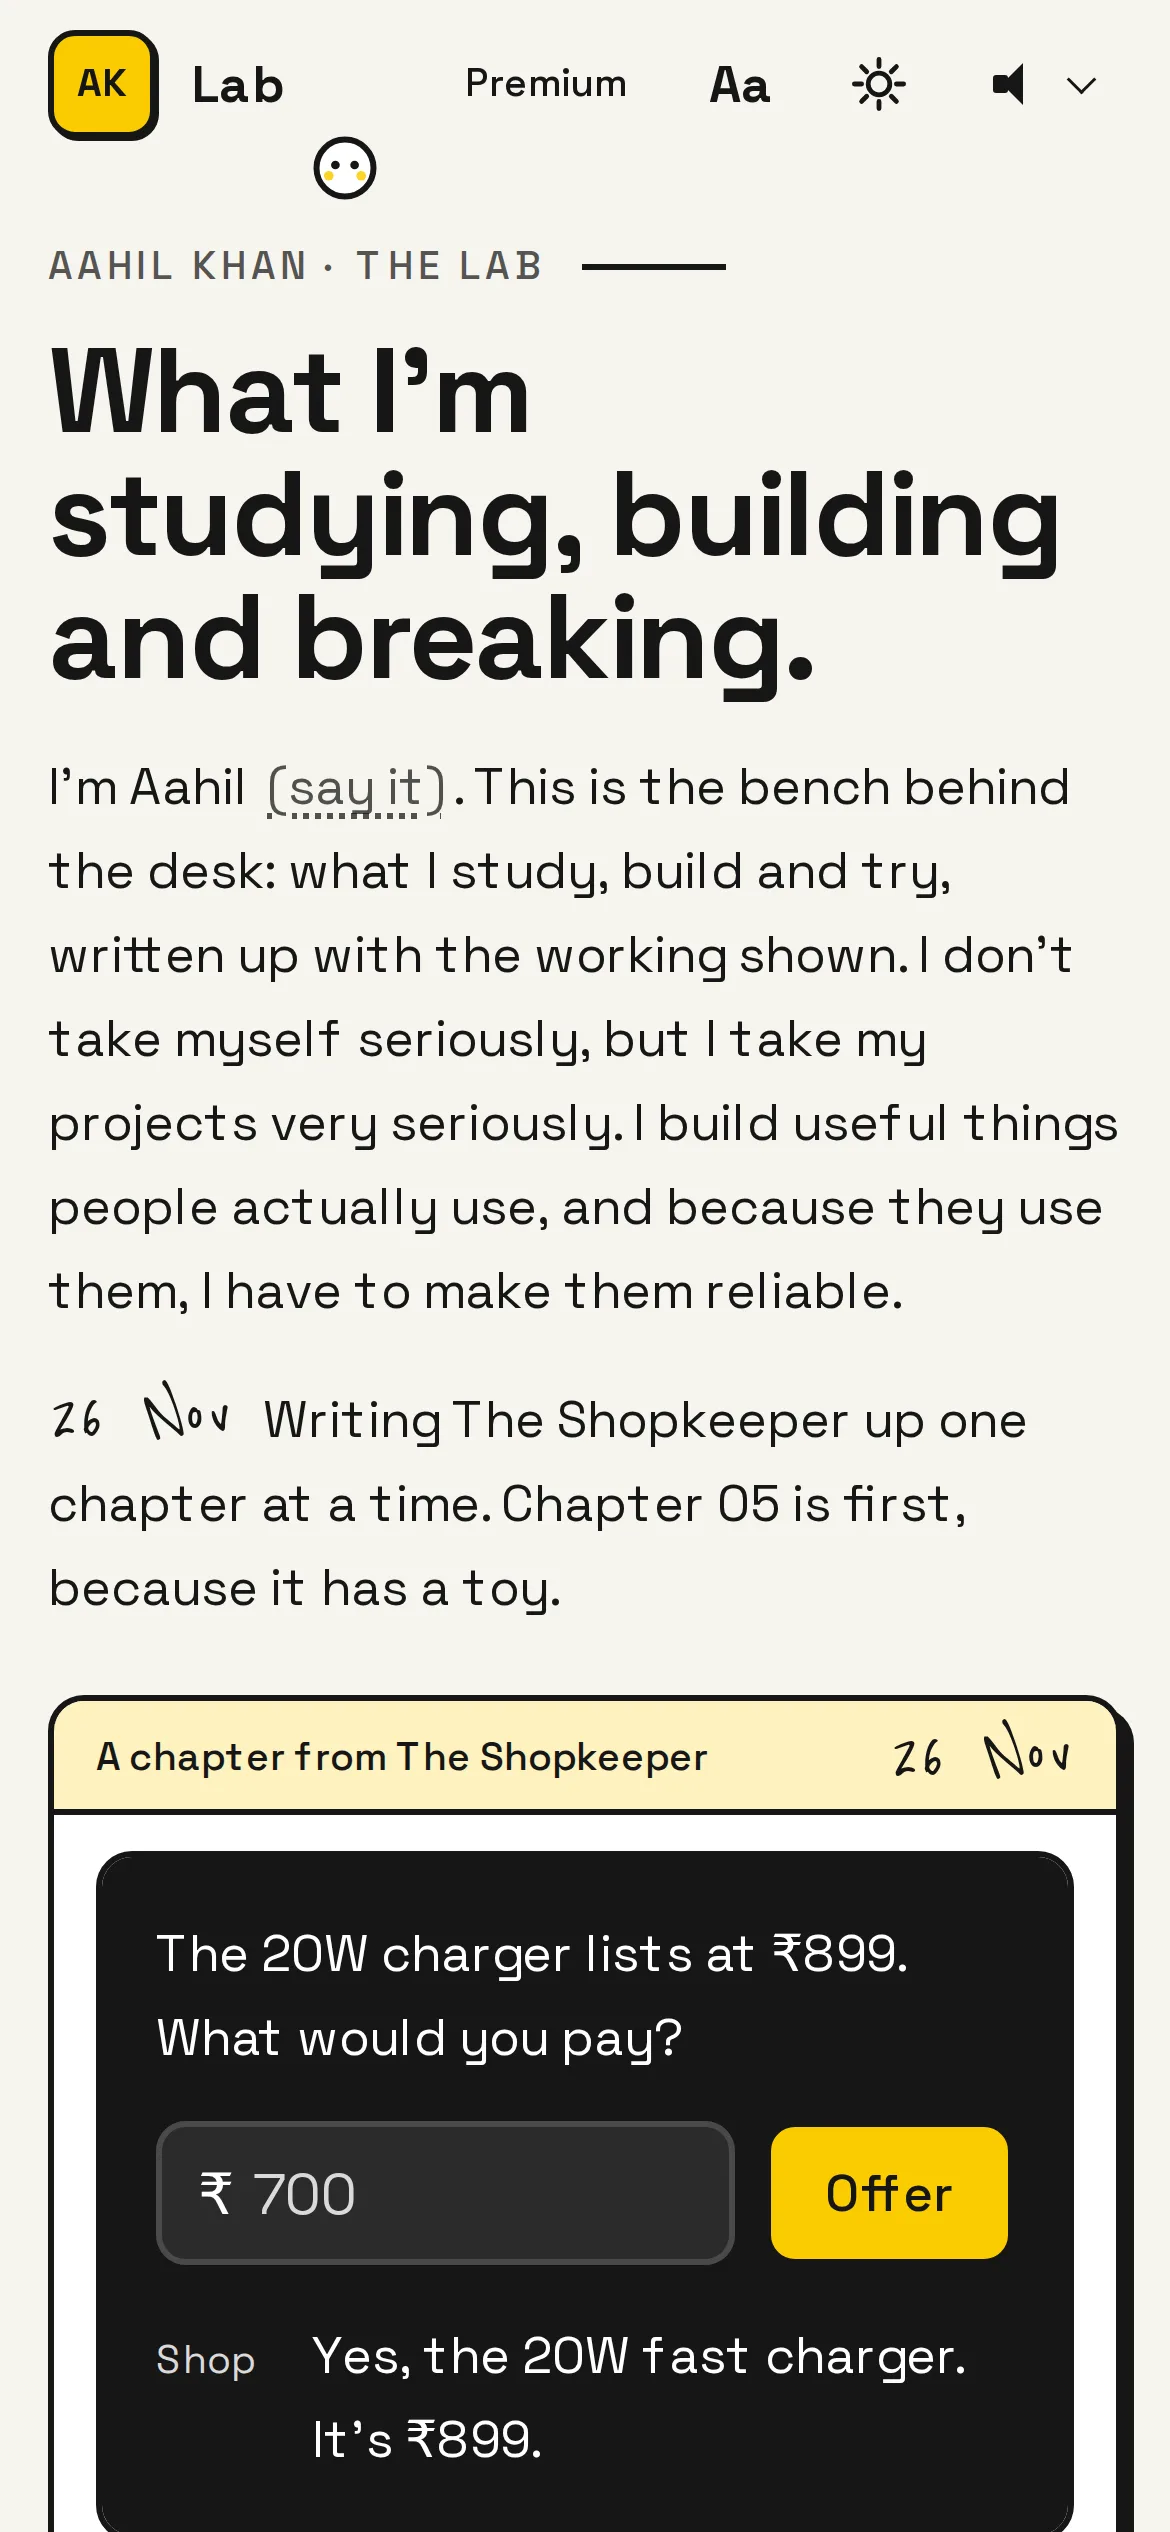 AK Lab Premium Aa
AAHIL KHAN · THE LAB
What I’m
studying, building
and breaking.
I’m Aahil (say it). This is the bench behind
the desk: what I study, build and try,
written up with the working shown. I don’t
take myself seriously, but I take my
projects very seriously. I build useful things
people actually use, and because they use
them, I have to make them reliable.
26 Nov Writing The Shopkeeper up one
chapter at a time. Chapter 05 is first,
because it has a toy.
A chapter from The Shopkeeper 26 Nov
The 20W charger lists at ₹899.
What would you pay?
₹ 700 Offer
Shop Yes, the 20W fast charger.
It’s ₹899.